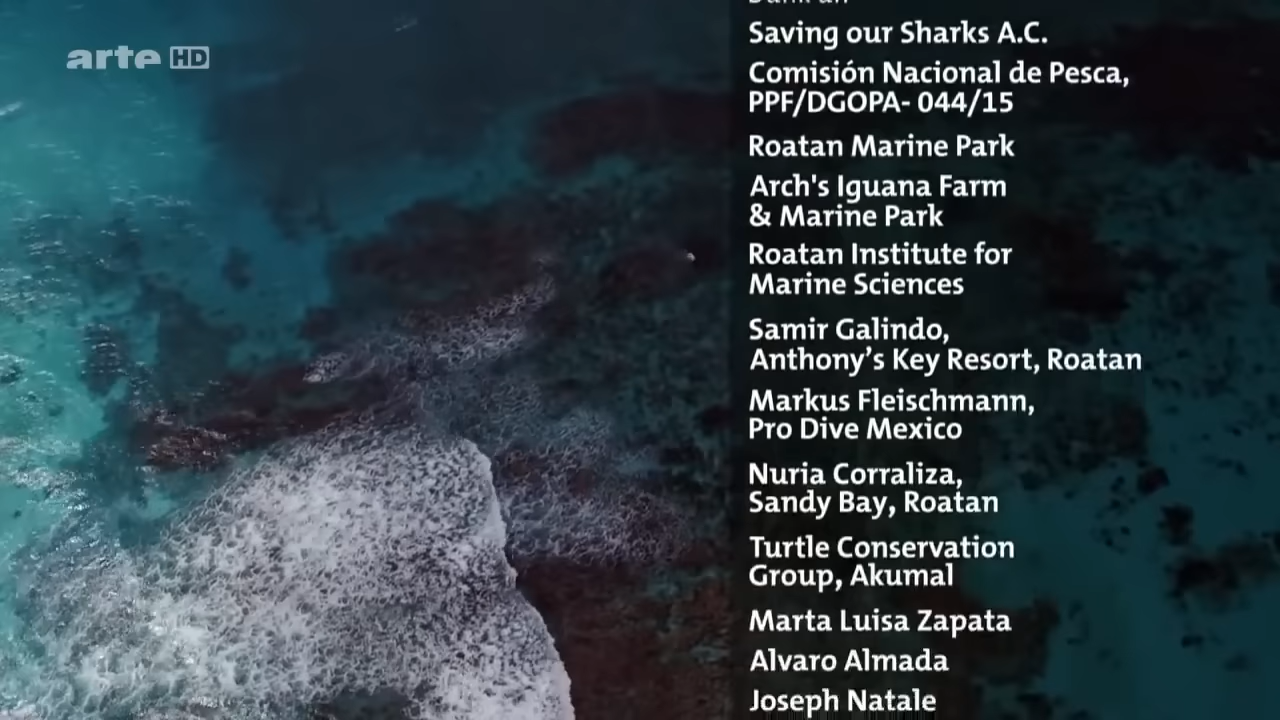 arte HD
Saving our Sharks A.C.
Comisión Nacional de Pesca,
PPF/DGOPA- 044/15
Roatan Marine Park
Arch's Iguana Farm
& Marine Park
Roatan Institute for
Marine Sciences
Samir Galindo,
Anthony’s Key Resort, Roatan
Markus Fleischmann,
Pro Dive Mexico
Nuria Corraliza,
Sandy Bay, Roatan
Turtle Conservation
Group, Akumal
Marta Luisa Zapata
Alvaro Almada
Joseph Natale